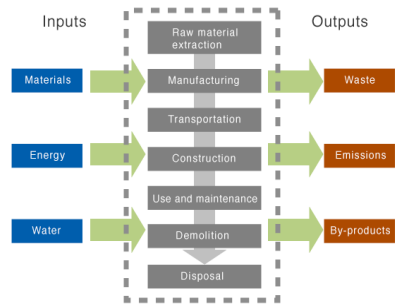 Inputs
Outputs
Raw material
extraction
Materials
Manufacturing
Waste
Transportation
Energy
Construction
Emissions
Use and maintenance
Water
Demolition
By-products
Disposal